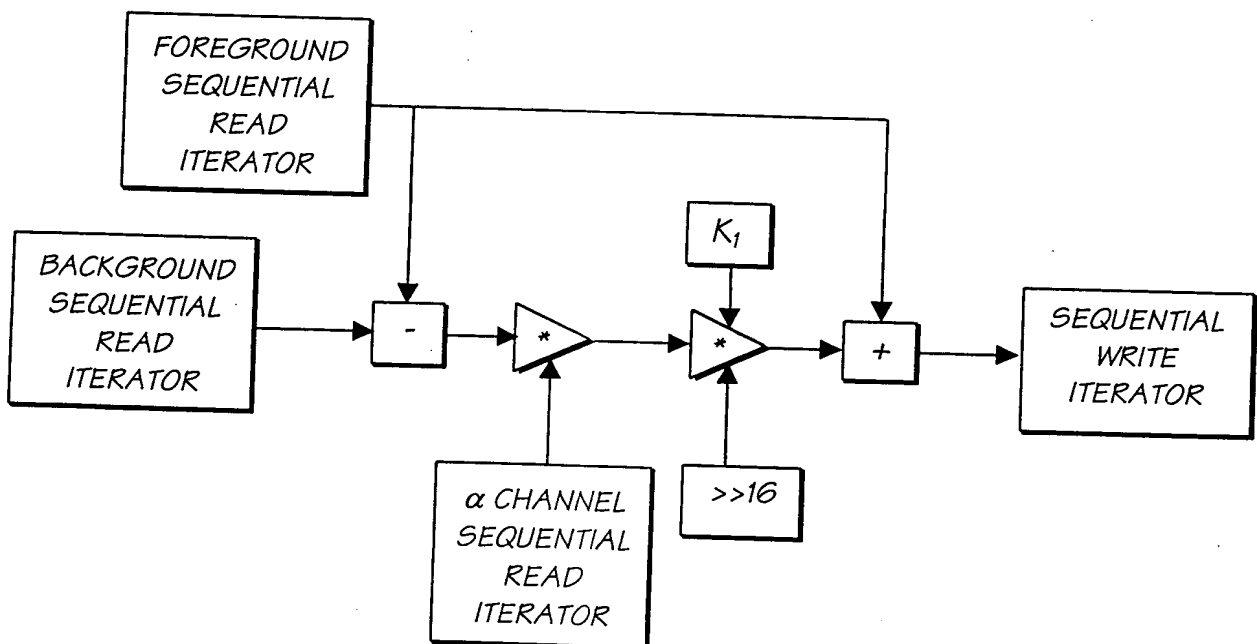 FOREGROUND
SEQUENTIAL
READ
ITERATOR
K₁
BACKGROUND
SEQUENTIAL
READ
ITERATOR
-
*
*
+
SEQUENTIAL
WRITE
ITERATOR
α CHANNEL
SEQUENTIAL
READ
ITERATOR
>>16